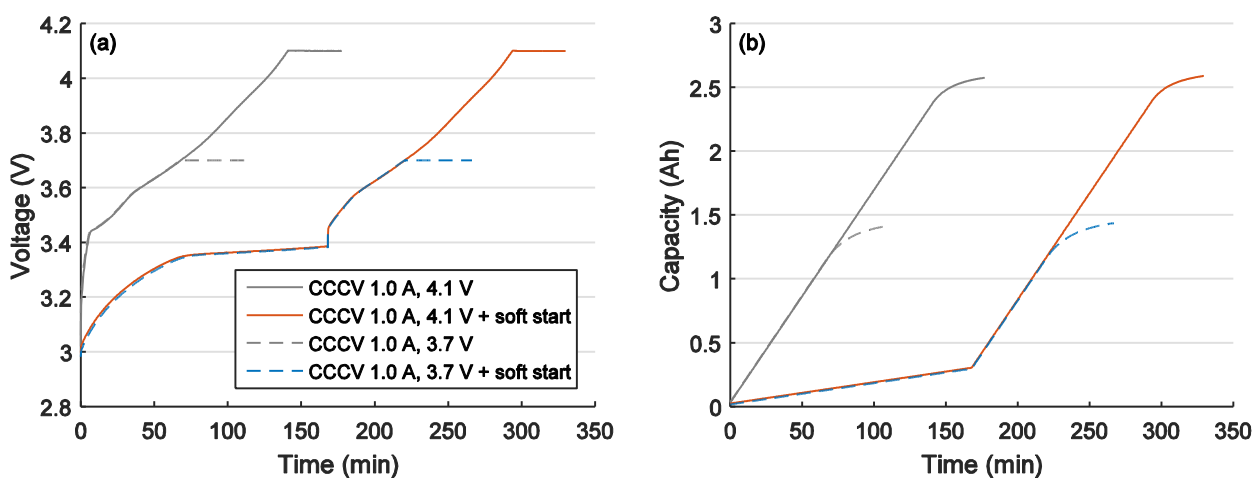 (a)
Voltage (V)
4.2
4
3.8
3.6
3.4
3.2
3
2.8
CCCV 1.0 A, 4.1 V
CCCV 1.0 A, 4.1 V + soft start
CCCV 1.0 A, 3.7 V
CCCV 1.0 A, 3.7 V + soft start
0 50 100 150 200 250 300 350
Time (min)
(b)
Capacity (Ah)
3
2.5
2
1.5
1
0.5
0
0 50 100 150 200 250 300 350
Time (min)